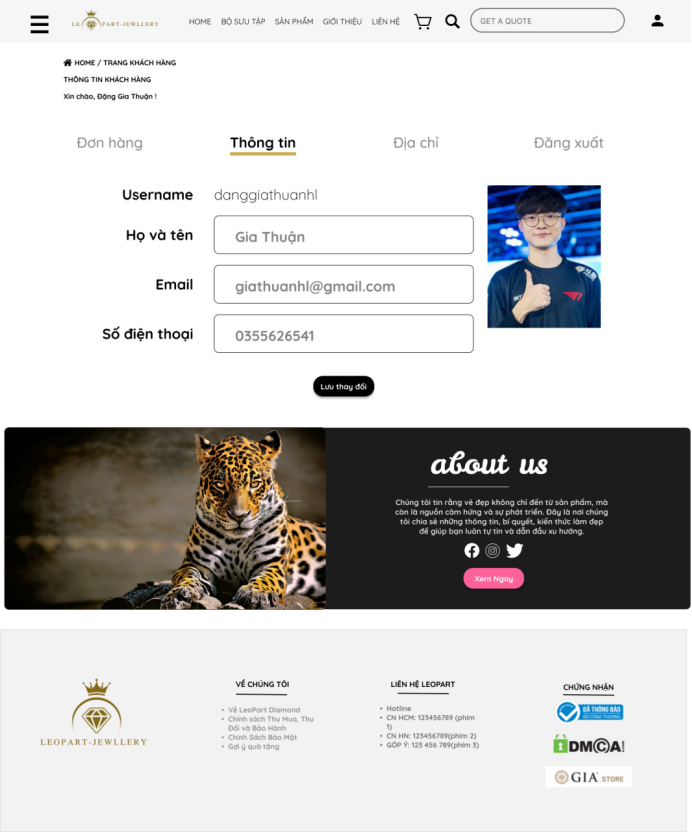 LEOPART-JEWLLERY
HOME BỘ SƯU TẬP SẢN PHẨM GIỚI THIỆU LIÊN HỆ
GET A QUOTE
HOME / TRANG KHÁCH HÀNG
THÔNG TIN KHÁCH HÀNG
Xin chào, Đặng Gia Thuận !
Đơn hàng Thông tin Địa chỉ Đăng xuất
Username danggiathuanhl
Họ và tên Gia Thuận
Email giathuanhl@gmail.com
Số điện thoại 0355626541
Lưu thay đổi
about us
Chúng tôi tin rằng vẻ đẹp không chỉ đến từ sản phẩm, mà
còn là nguồn cảm hứng và sự phát triển. Đây là nơi chúng
tôi chia sẻ những thông tin, bí quyết, kiến thức làm đẹp
để giúp bạn luôn tự tin và dẫn đầu xu hướng.
Xem Ngay
LEOPART-JEWLLERY
VỀ CHÚNG TÔI
• Về LeoPart Diamond
• Chính sách Thu Mua, Thu
Đổi và Bảo Hành
• Chính Sách Bảo Mật
• Gợi ý quà tặng
LIÊN HỆ LEOPART
• Hotline
• CN HCM: 123456789 (phím
1)
• CN HN: 123456789(phím 2)
• GÓP Ý: 123 456 789(phím 3)
CHỨNG NHẬN
ĐÃ THÔNG BÁO
BỘ CÔNG THƯƠNG
DMCA
GIA STORE